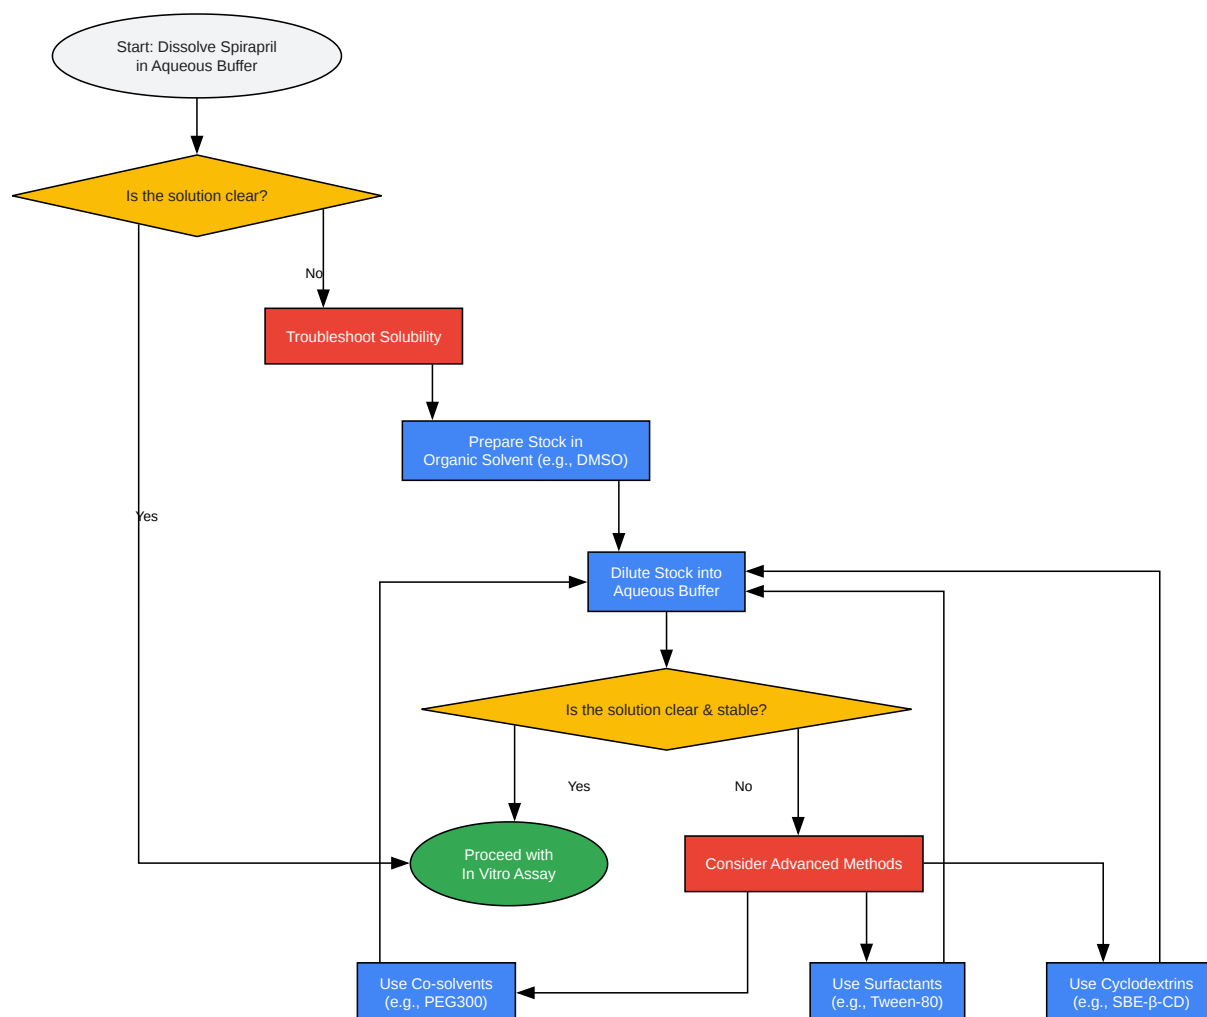 Start: Dissolve Spirapril
in Aqueous Buffer
Is the solution clear?
No
Troubleshoot Solubility
Prepare Stock in
Organic Solvent (e.g., DMSO)
Yes
Dilute Stock into
Aqueous Buffer
Is the solution clear & stable?
Yes
No
Proceed with
In Vitro Assay
Consider Advanced Methods
Use Co-solvents
(e.g., PEG300)
Use Surfactants
(e.g., Tween-80)
Use Cyclodextrins
(e.g., SBE-β-CD)